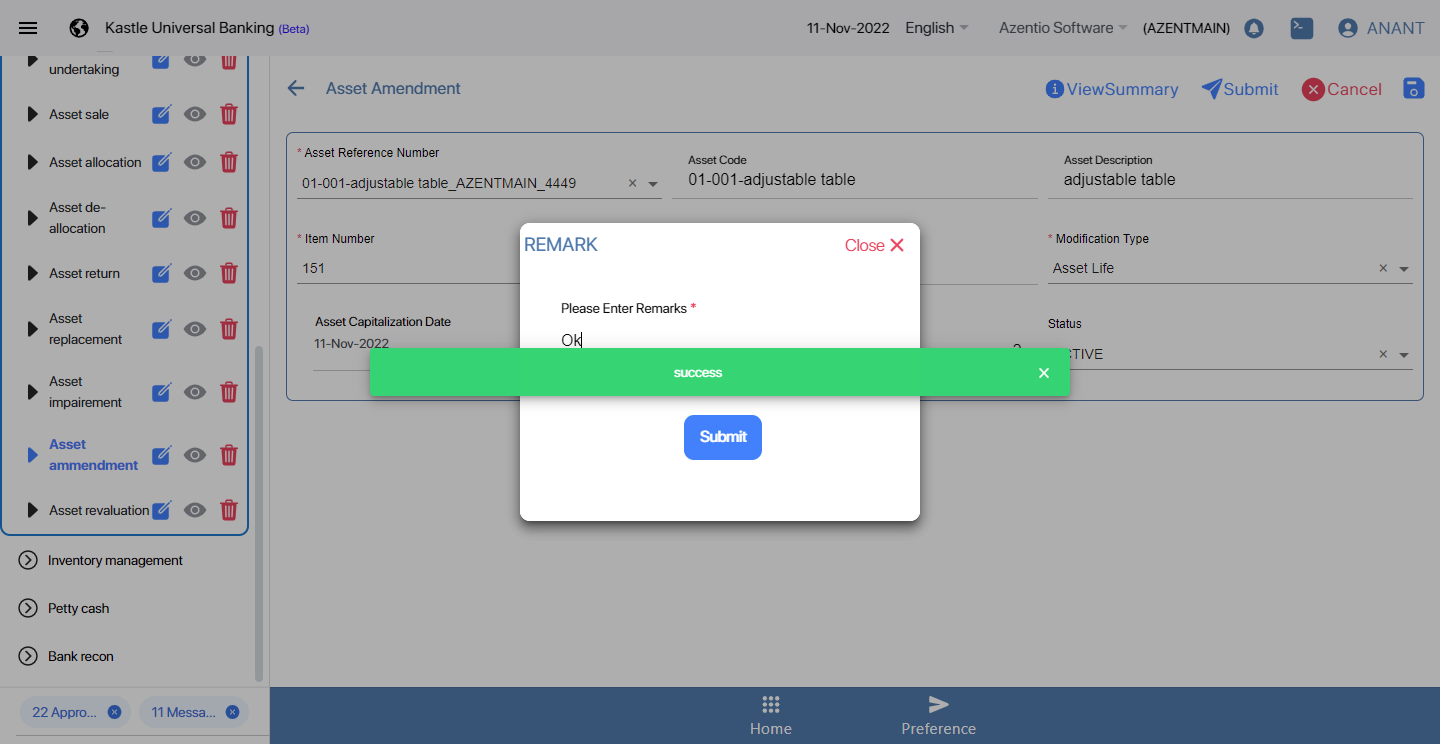 Kastle Universal Banking (Beta)
11-Nov-2022 English Azentio Software (AZENTMAIN) ANANT
undertaking
Asset sale
Asset allocation
Asset de-
allocation
Asset return
Asset
replacement
Asset
impairement
Asset
ammendment
Asset revaluation
Inventory management
Petty cash
Bank recon
22 Appro...
11 Messa...
Asset Amendment
ViewSummary Submit Cancel
* Asset Reference Number
01-001-adjustable table_AZENTMAIN_4449
Asset Code
01-001-adjustable table
Asset Description
adjustable table
* Item Number
151
* Modification Type
Asset Life
Asset Capitalization Date
11-Nov-2022
Status
TIVE
REMARK
Close
Please Enter Remarks *
Ok
success
Submit
Home
Preference